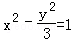 x² − y²/3 = 1